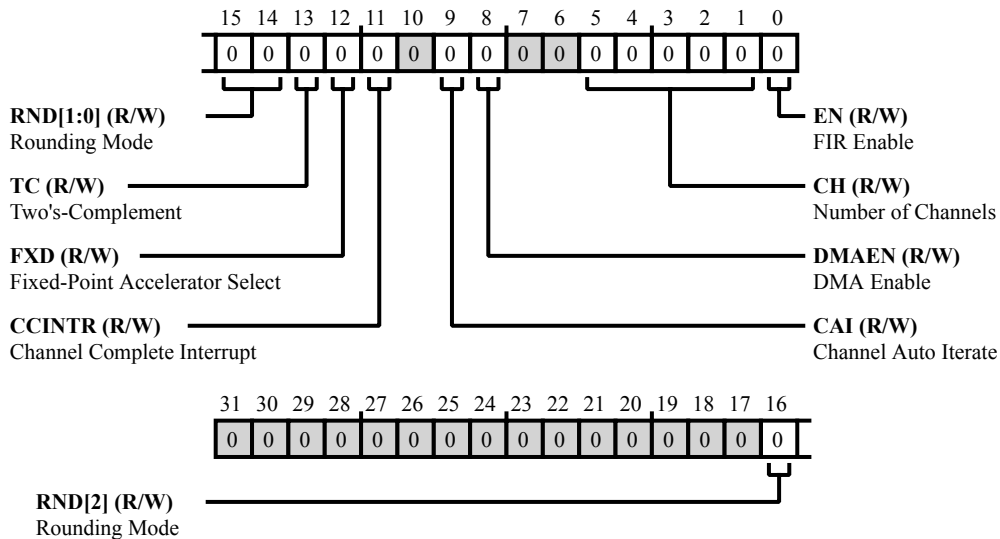 15 14 13 12 11 10 9 8 7 6 5 4 3 2 1 0
0 0 0 0 0 0 0 0 0 0 0 0 0 0 0 0
RND[1:0] (R/W)
Rounding Mode
EN (R/W)
FIR Enable
TC (R/W)
Two's-Complement
CH (R/W)
Number of Channels
FXD (R/W)
Fixed-Point Accelerator Select
DMAEN (R/W)
DMA Enable
CCINTR (R/W)
Channel Complete Interrupt
CAI (R/W)
Channel Auto Iterate
31 30 29 28 27 26 25 24 23 22 21 20 19 18 17 16
0 0 0 0 0 0 0 0 0 0 0 0 0 0 0 0
RND[2] (R/W)
Rounding Mode